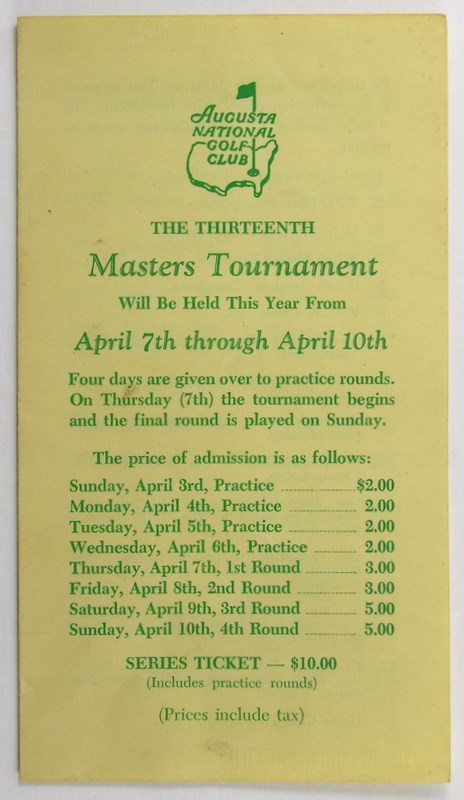 AUGUSTA
NATIONAL
GOLF
CLUB
THE THIRTEENTH
Masters Tournament
Will Be Held This Year From
April 7th through April 10th
Four days are given over to practice rounds.
On Thursday (7th) the tournament begins
and the final round is played on Sunday.
The price of admission is as follows:
Sunday, April 3rd, Practice $2.00
Monday, April 4th, Practice 2.00
Tuesday, April 5th, Practice 2.00
Wednesday, April 6th, Practice 2.00
Thursday, April 7th, 1st Round 3.00
Friday, April 8th, 2nd Round 3.00
Saturday, April 9th, 3rd Round 5.00
Sunday, April 10th, 4th Round 5.00
SERIES TICKET — $10.00
(Includes practice rounds)
(Prices include tax)